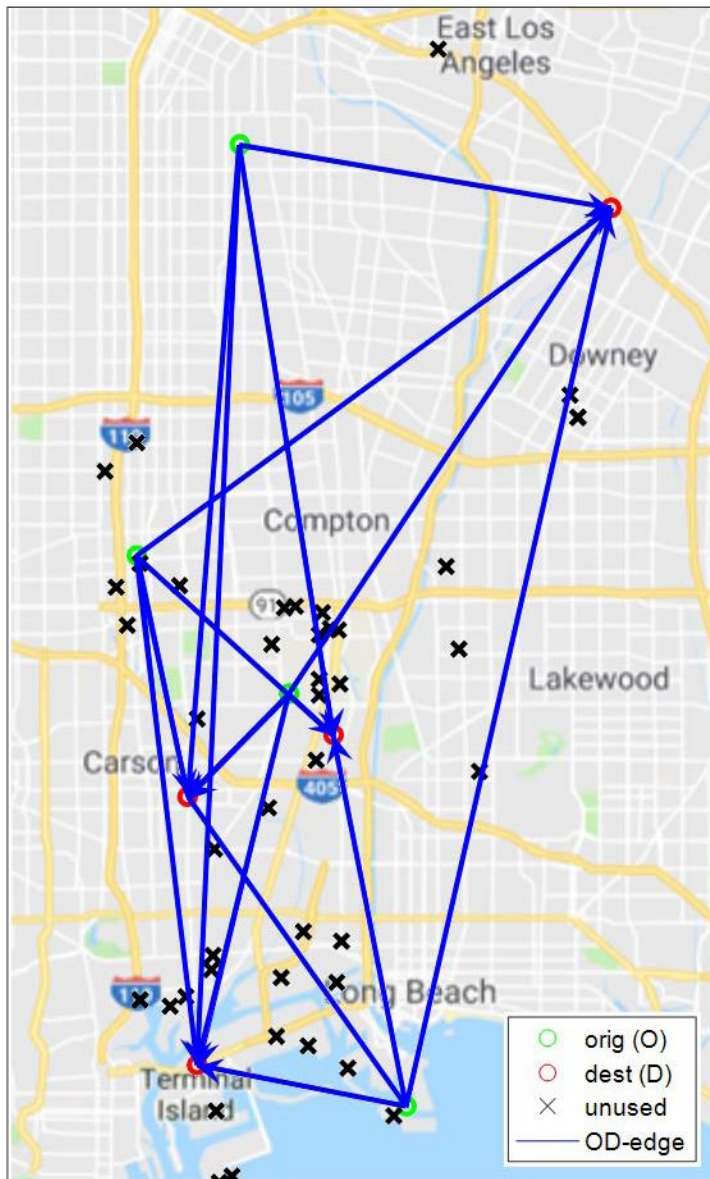 East Los
Angeles
Downey
105
110
Compton
91
Lakewood
Carson
405
Long Beach
Terminal
Island
orig (O)
dest (D)
unused
OD-edge